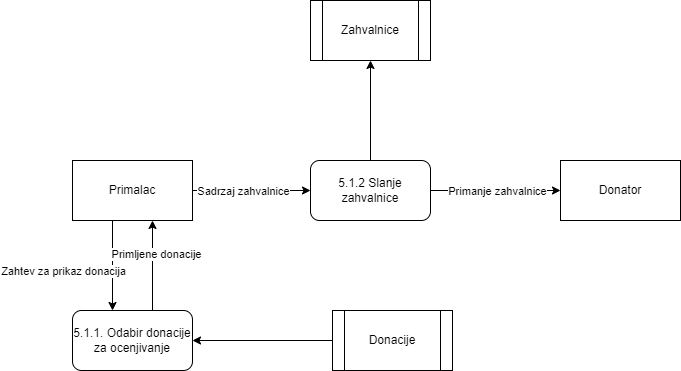 Zahvalnice
Primalac
Sadrzaj zahvalnice
5.1.2 Slanje
zahvalnice
Primanje zahvalnice
Donator
Primljene donacije
Zahtev za prikaz donacija
5.1.1. Odabir donacije
za ocenjivanje
Donacije